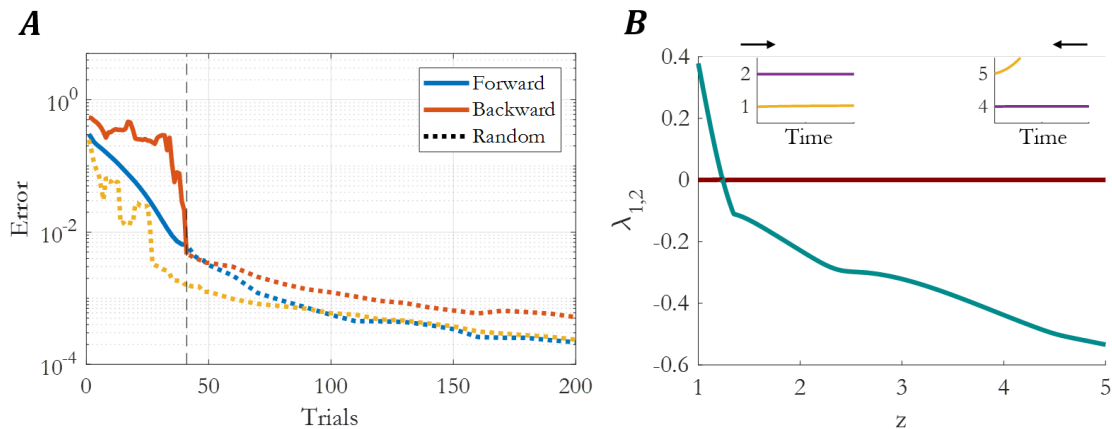 A
Error
10^0
10^-2
10^-4
0
50
100
150
200
Trials
Forward
Backward
Random
B
λ1,2
0.4
0.2
0
-0.2
-0.4
-0.6
1
2
3
4
5
z
2
1
Time
5
4
Time